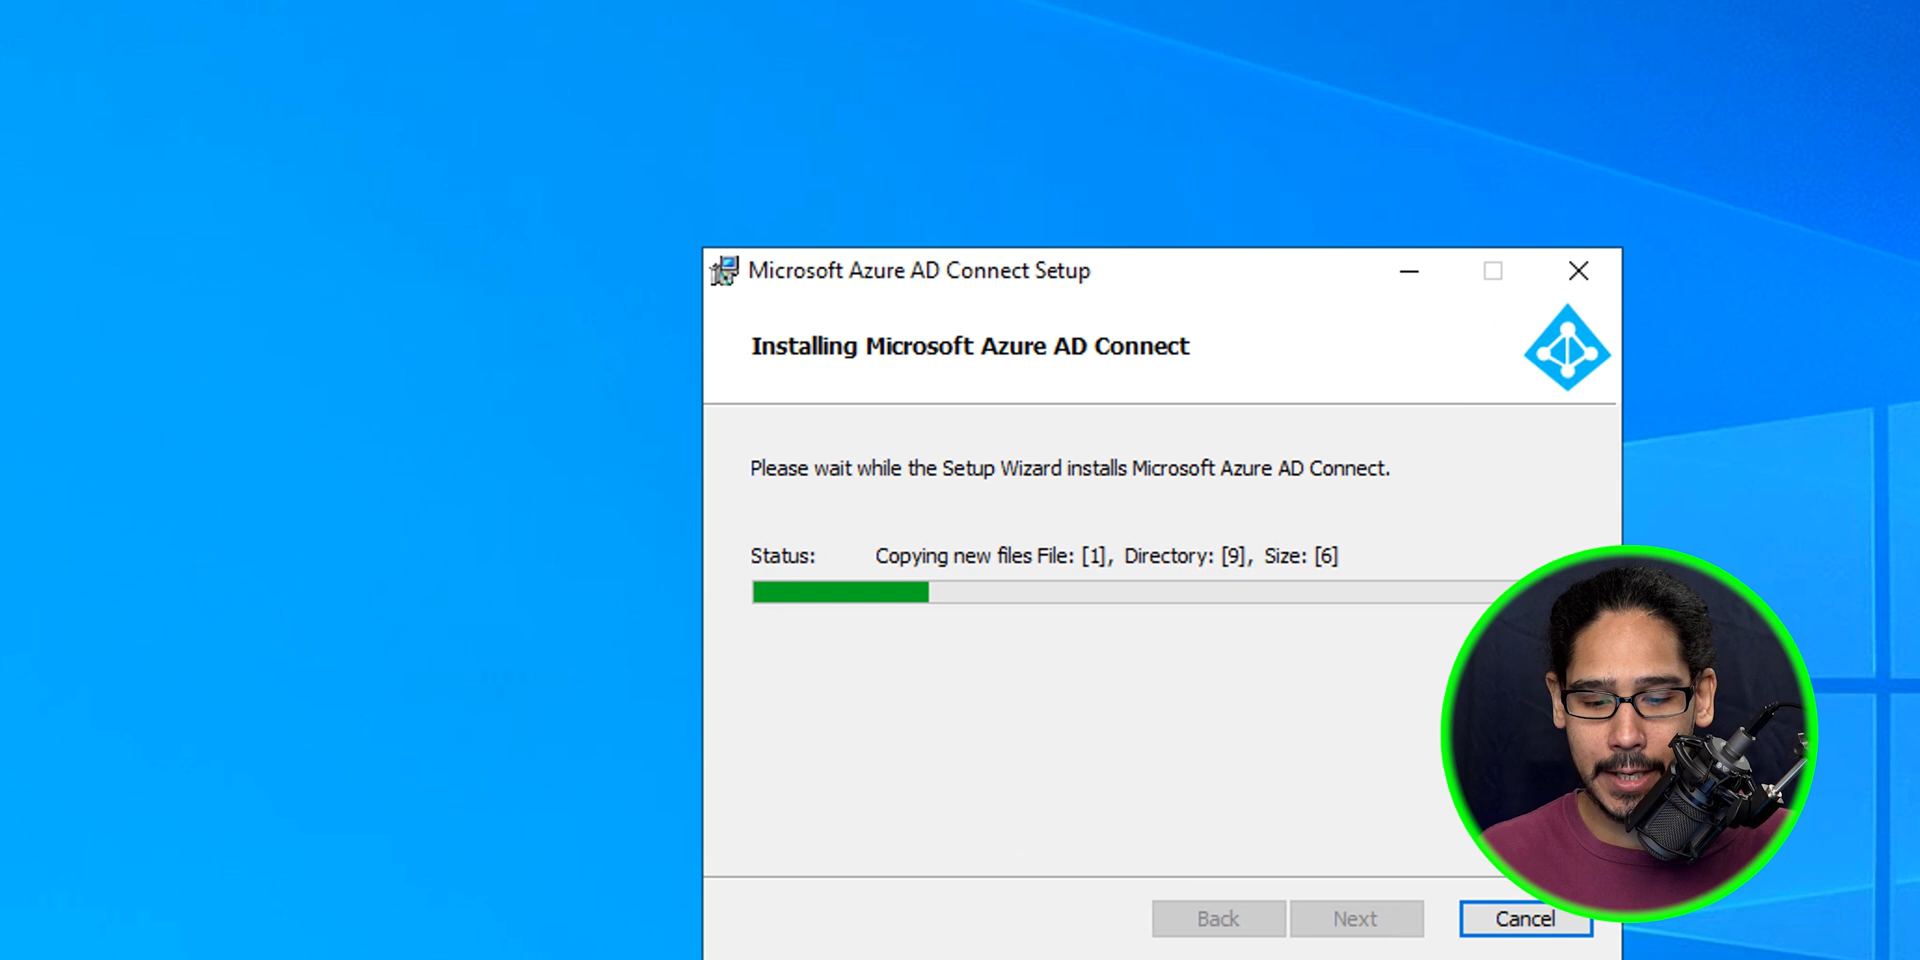 Microsoft Azure AD Connect Setup
Installing Microsoft Azure AD Connect
Please wait while the Setup Wizard installs Microsoft Azure AD Connect.
Status: Copying new files File: [1], Directory: [9], Size: [6]
Back Next Cancel